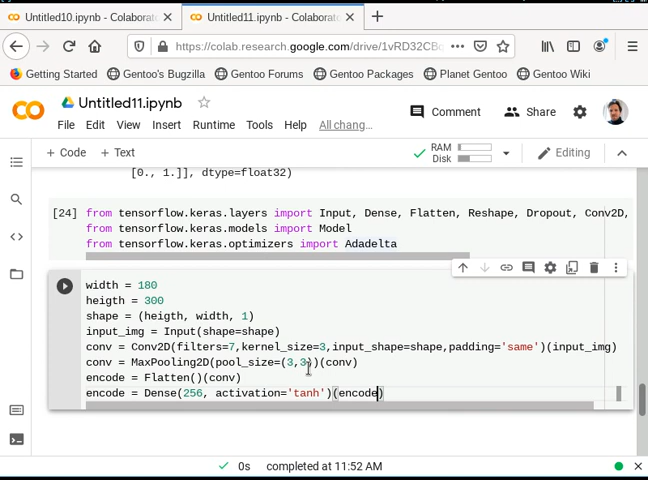 Untitled10.ipynb - Colaborat
Untitled11.ipynb - Colaborat
https://colab.research.google.com/drive/1vRD32CBc
Getting Started
Gentoo's Bugzilla
Gentoo Forums
Gentoo Packages
Planet Gentoo
Gentoo Wiki
CO
Untitled11.ipynb
Comment
Share
File Edit View Insert Runtime Tools Help All chang...
+ Code + Text
RAM
Disk
Editing
[0., 1.]], dtype=float32)
[24] from tensorflow.keras.layers import Input, Dense, Flatten, Reshape, Dropout, Conv2D,
from tensorflow.keras.models import Model
from tensorflow.keras.optimizers import Adadelta
width = 180
heigth = 300
shape = (heigth, width, 1)
input_img = Input(shape=shape)
conv = Conv2D(filters=7,kernel_size=3,input_shape=shape,padding='same')(input_img)
conv = MaxPooling2D(pool_size=(3,3))(conv)
encode = Flatten()(conv)
encode = Dense(256, activation='tanh')(encode)
0s completed at 11:52 AM